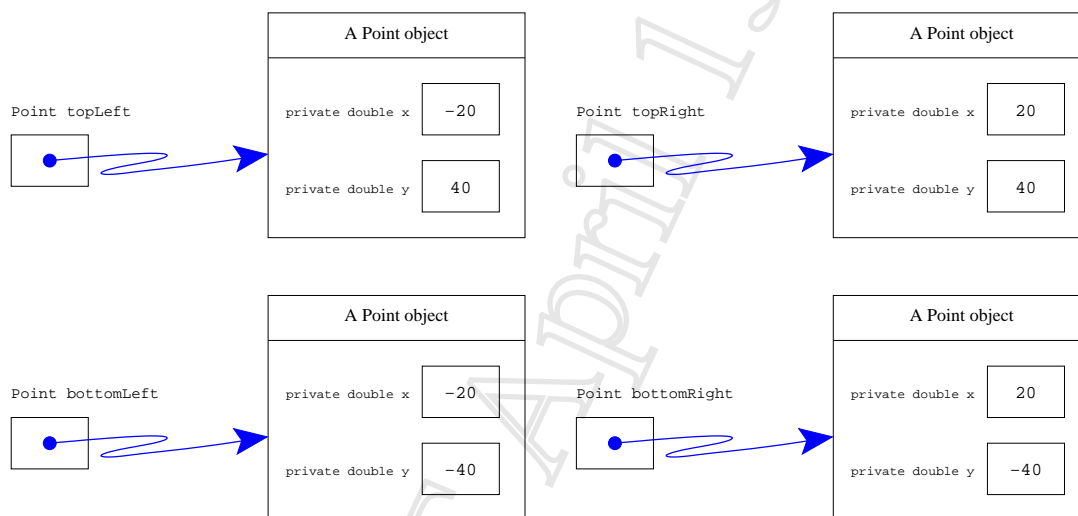 A Point object
Point topLeft
private double x
−20
private double y
40
A Point object
Point topRight
private double x
20
private double y
40
A Point object
Point bottomLeft
private double x
−20
private double y
−40
A Point object
Point bottomRight
private double x
20
private double y
−40
April